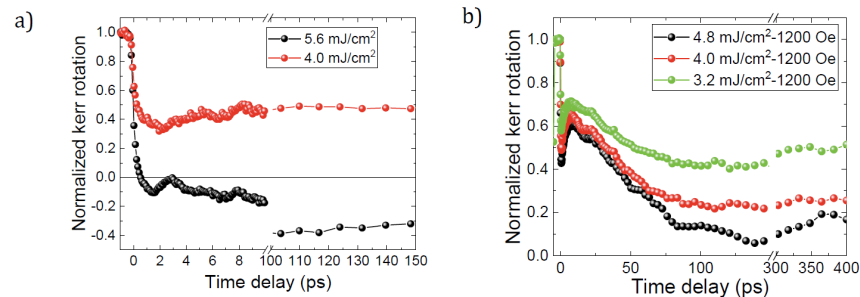 a)
Normalized kerr rotation
1.0
0.8
0.6
0.4
0.2
0.0
-0.2
-0.4
5.6 mJ/cm²
4.0 mJ/cm²
0 2 4 6 8 100 110 120 130 140 150
Time delay (ps)
b)
Normalized kerr rotation
1.0
0.8
0.6
0.4
0.2
0.0
4.8 mJ/cm²-1200 Oe
4.0 mJ/cm²-1200 Oe
3.2 mJ/cm²-1200 Oe
0 50 100 300 350 400
Time delay (ps)